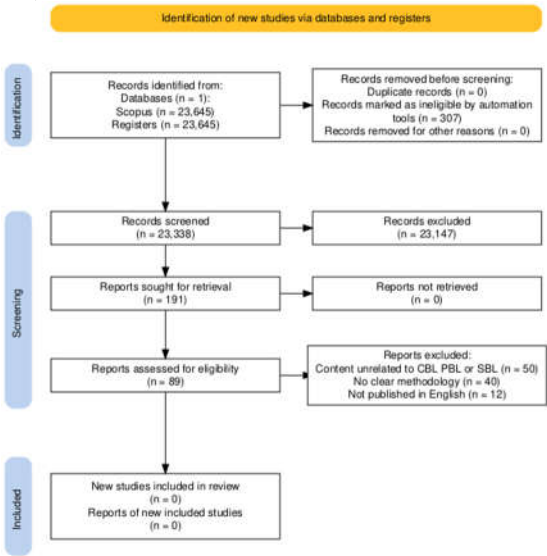 Identification of new studies via databases and registers
Identification
Records identified from:
Databases (n = 1):
Scopus (n = 23,645)
Registers (n = 23,645)
Records removed before screening:
Duplicate records (n = 0)
Records marked as ineligible by automation
tools (n = 307)
Records removed for other reasons (n = 0)
Screening
Records screened
(n = 23,338)
Records excluded
(n = 23,147)
Reports sought for retrieval
(n = 191)
Reports not retrieved
(n = 0)
Reports assessed for eligibility
(n = 89)
Reports excluded:
Content unrelated to CBL PBL or SBL (n = 50)
No clear methodology (n = 40)
Not published in English (n = 12)
Included
New studies included in review
(n = 0)
Reports of new included studies
(n = 0)